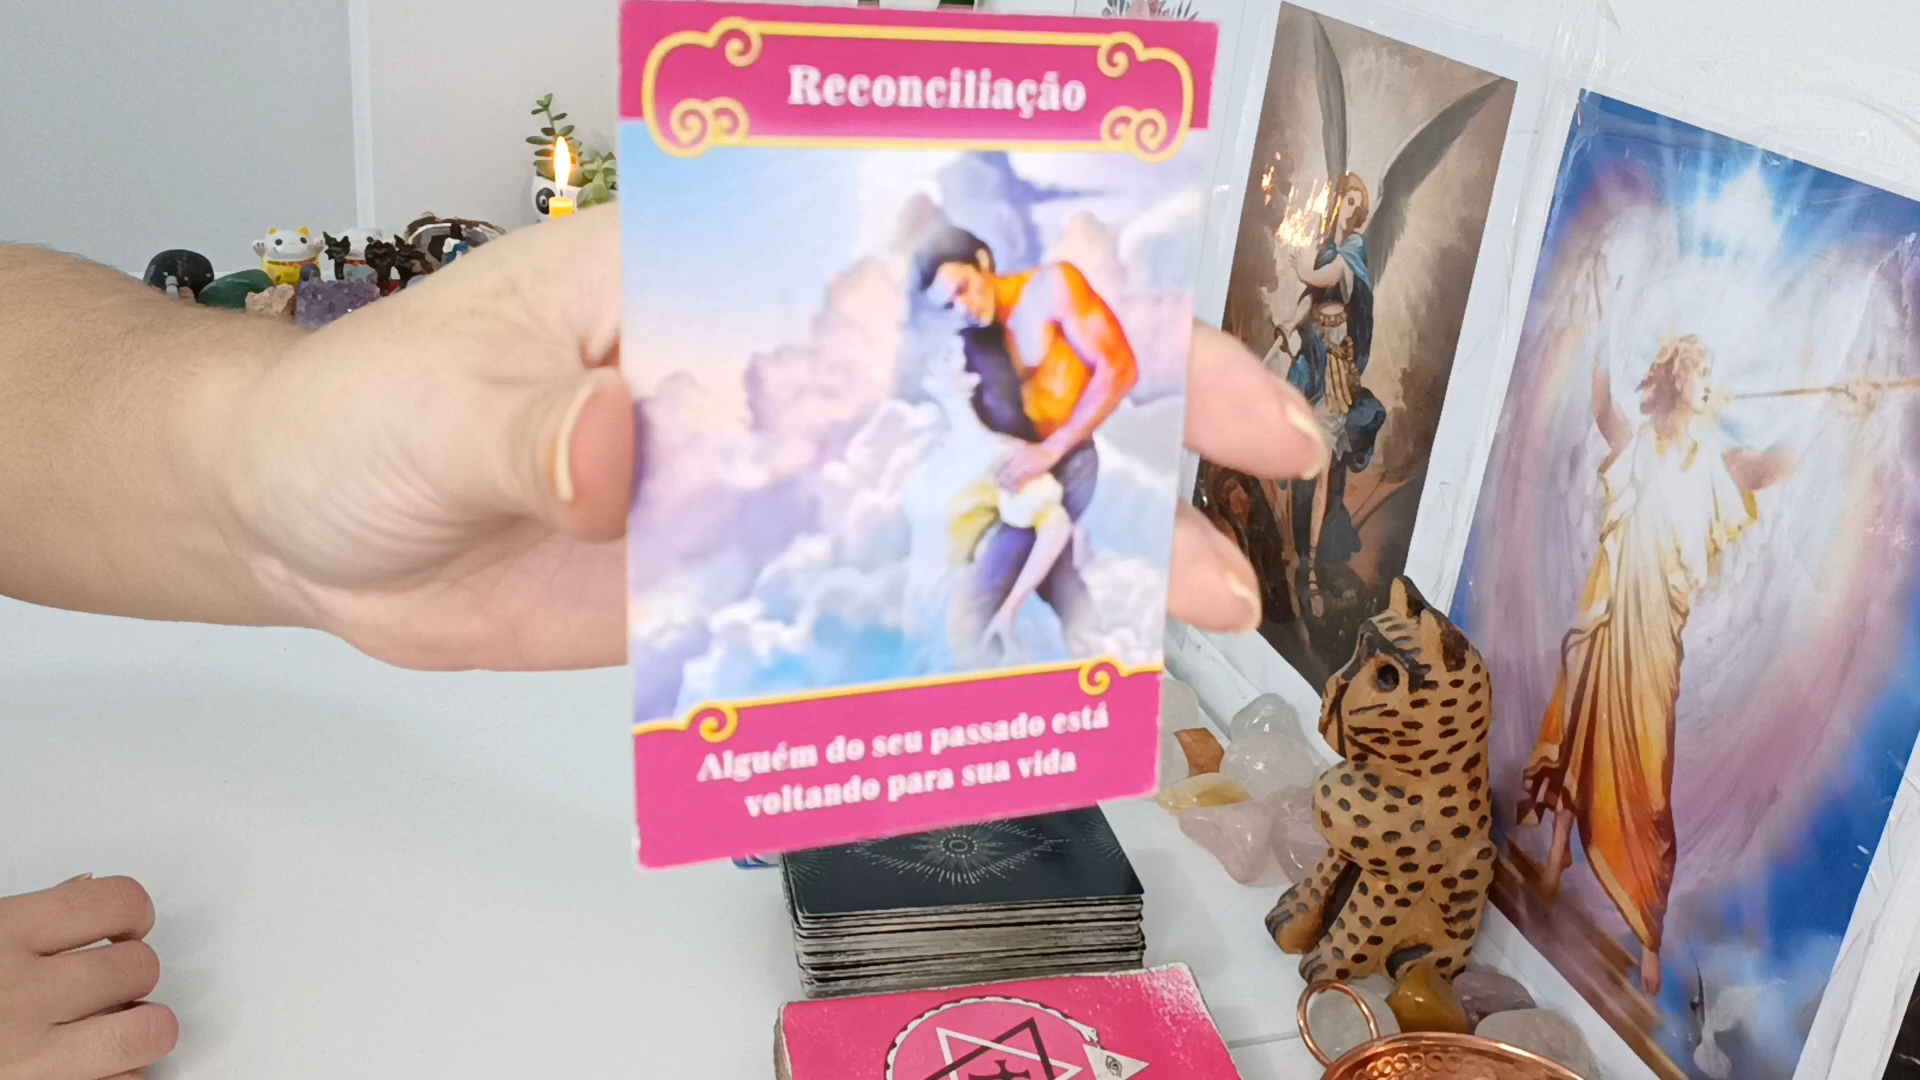 Reconciliação
Alguém do seu passado está
voltando para sua vida